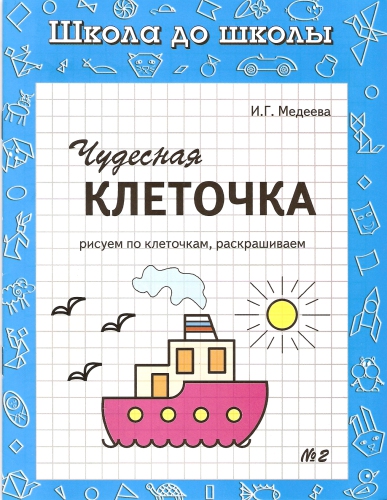 Школа до школы
И.Г. Медеева
Чудесная
КЛЕТОЧКА
рисуем по клеточкам, раскрашиваем
№2